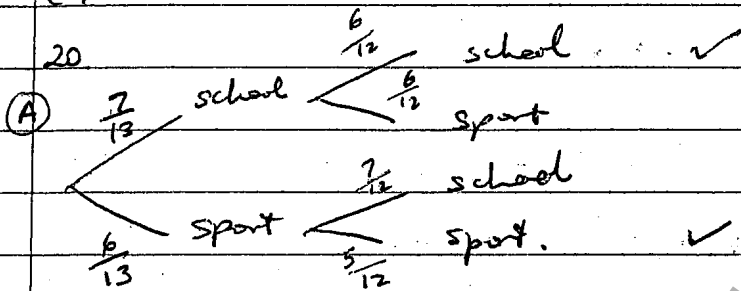 20
6/12 school ✓
A 7/13 school 6/12
sport
7/12 school
sport sport. ✓
6/13 5/12